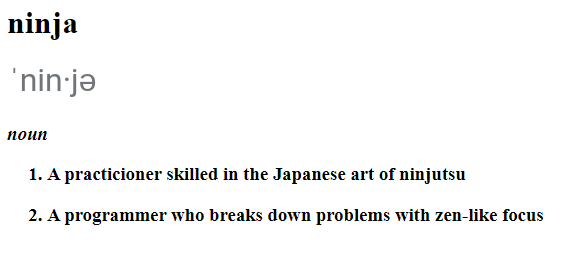 ninja
ˈnin·jə
noun
1. A practicioner skilled in the Japanese art of ninjutsu
2. A programmer who breaks down problems with zen-like focus